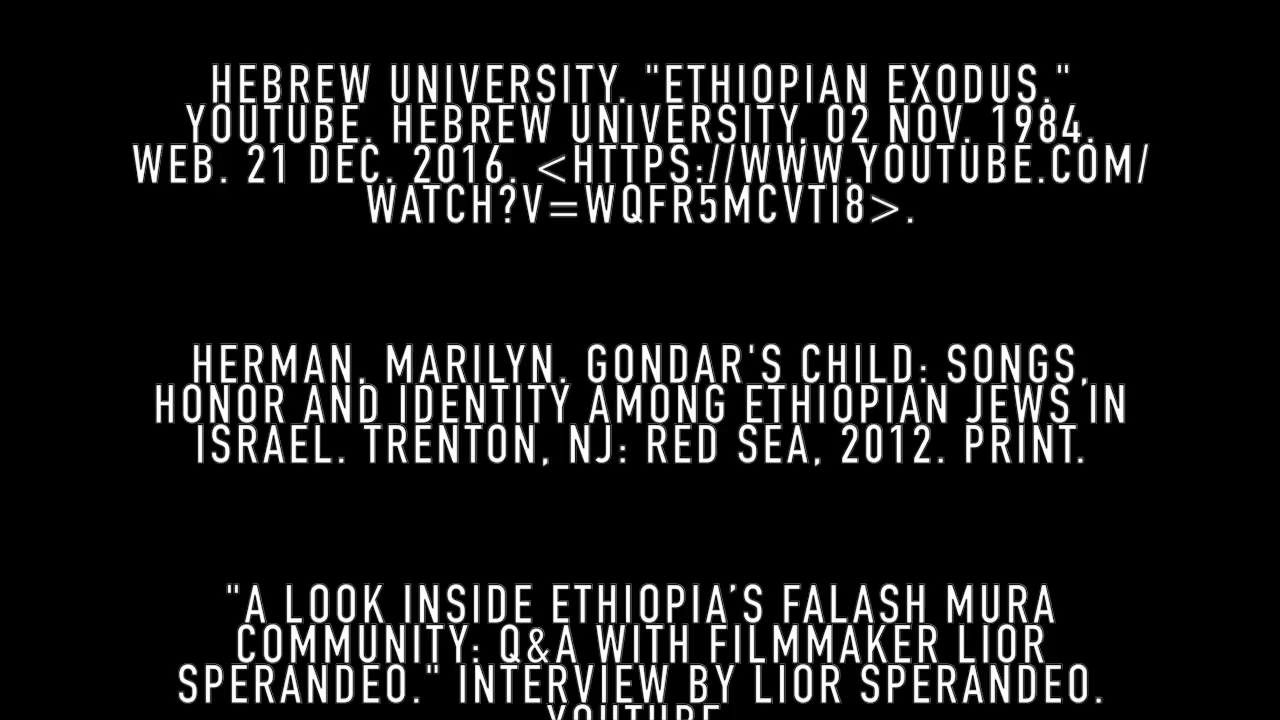 HEBREW UNIVERSITY. "ETHIOPIAN EXODUS."
YOUTUBE. HEBREW UNIVERSITY, 02 NOV. 1984.
WEB. 21 DEC. 2016. <HTTPS://WWW.YOUTUBE.COM/
WATCH?V=WQFR5MCVTI8>.
HERMAN, MARILYN. GONDAR'S CHILD: SONGS,
HONOR AND IDENTITY AMONG ETHIOPIAN JEWS IN
ISRAEL. TRENTON, NJ: RED SEA, 2012. PRINT.
"A LOOK INSIDE ETHIOPIA’S FALASH MURA
COMMUNITY: Q&A WITH FILMMAKER LIOR
SPERANDEO." INTERVIEW BY LIOR SPERANDEO.
YOUTUBE